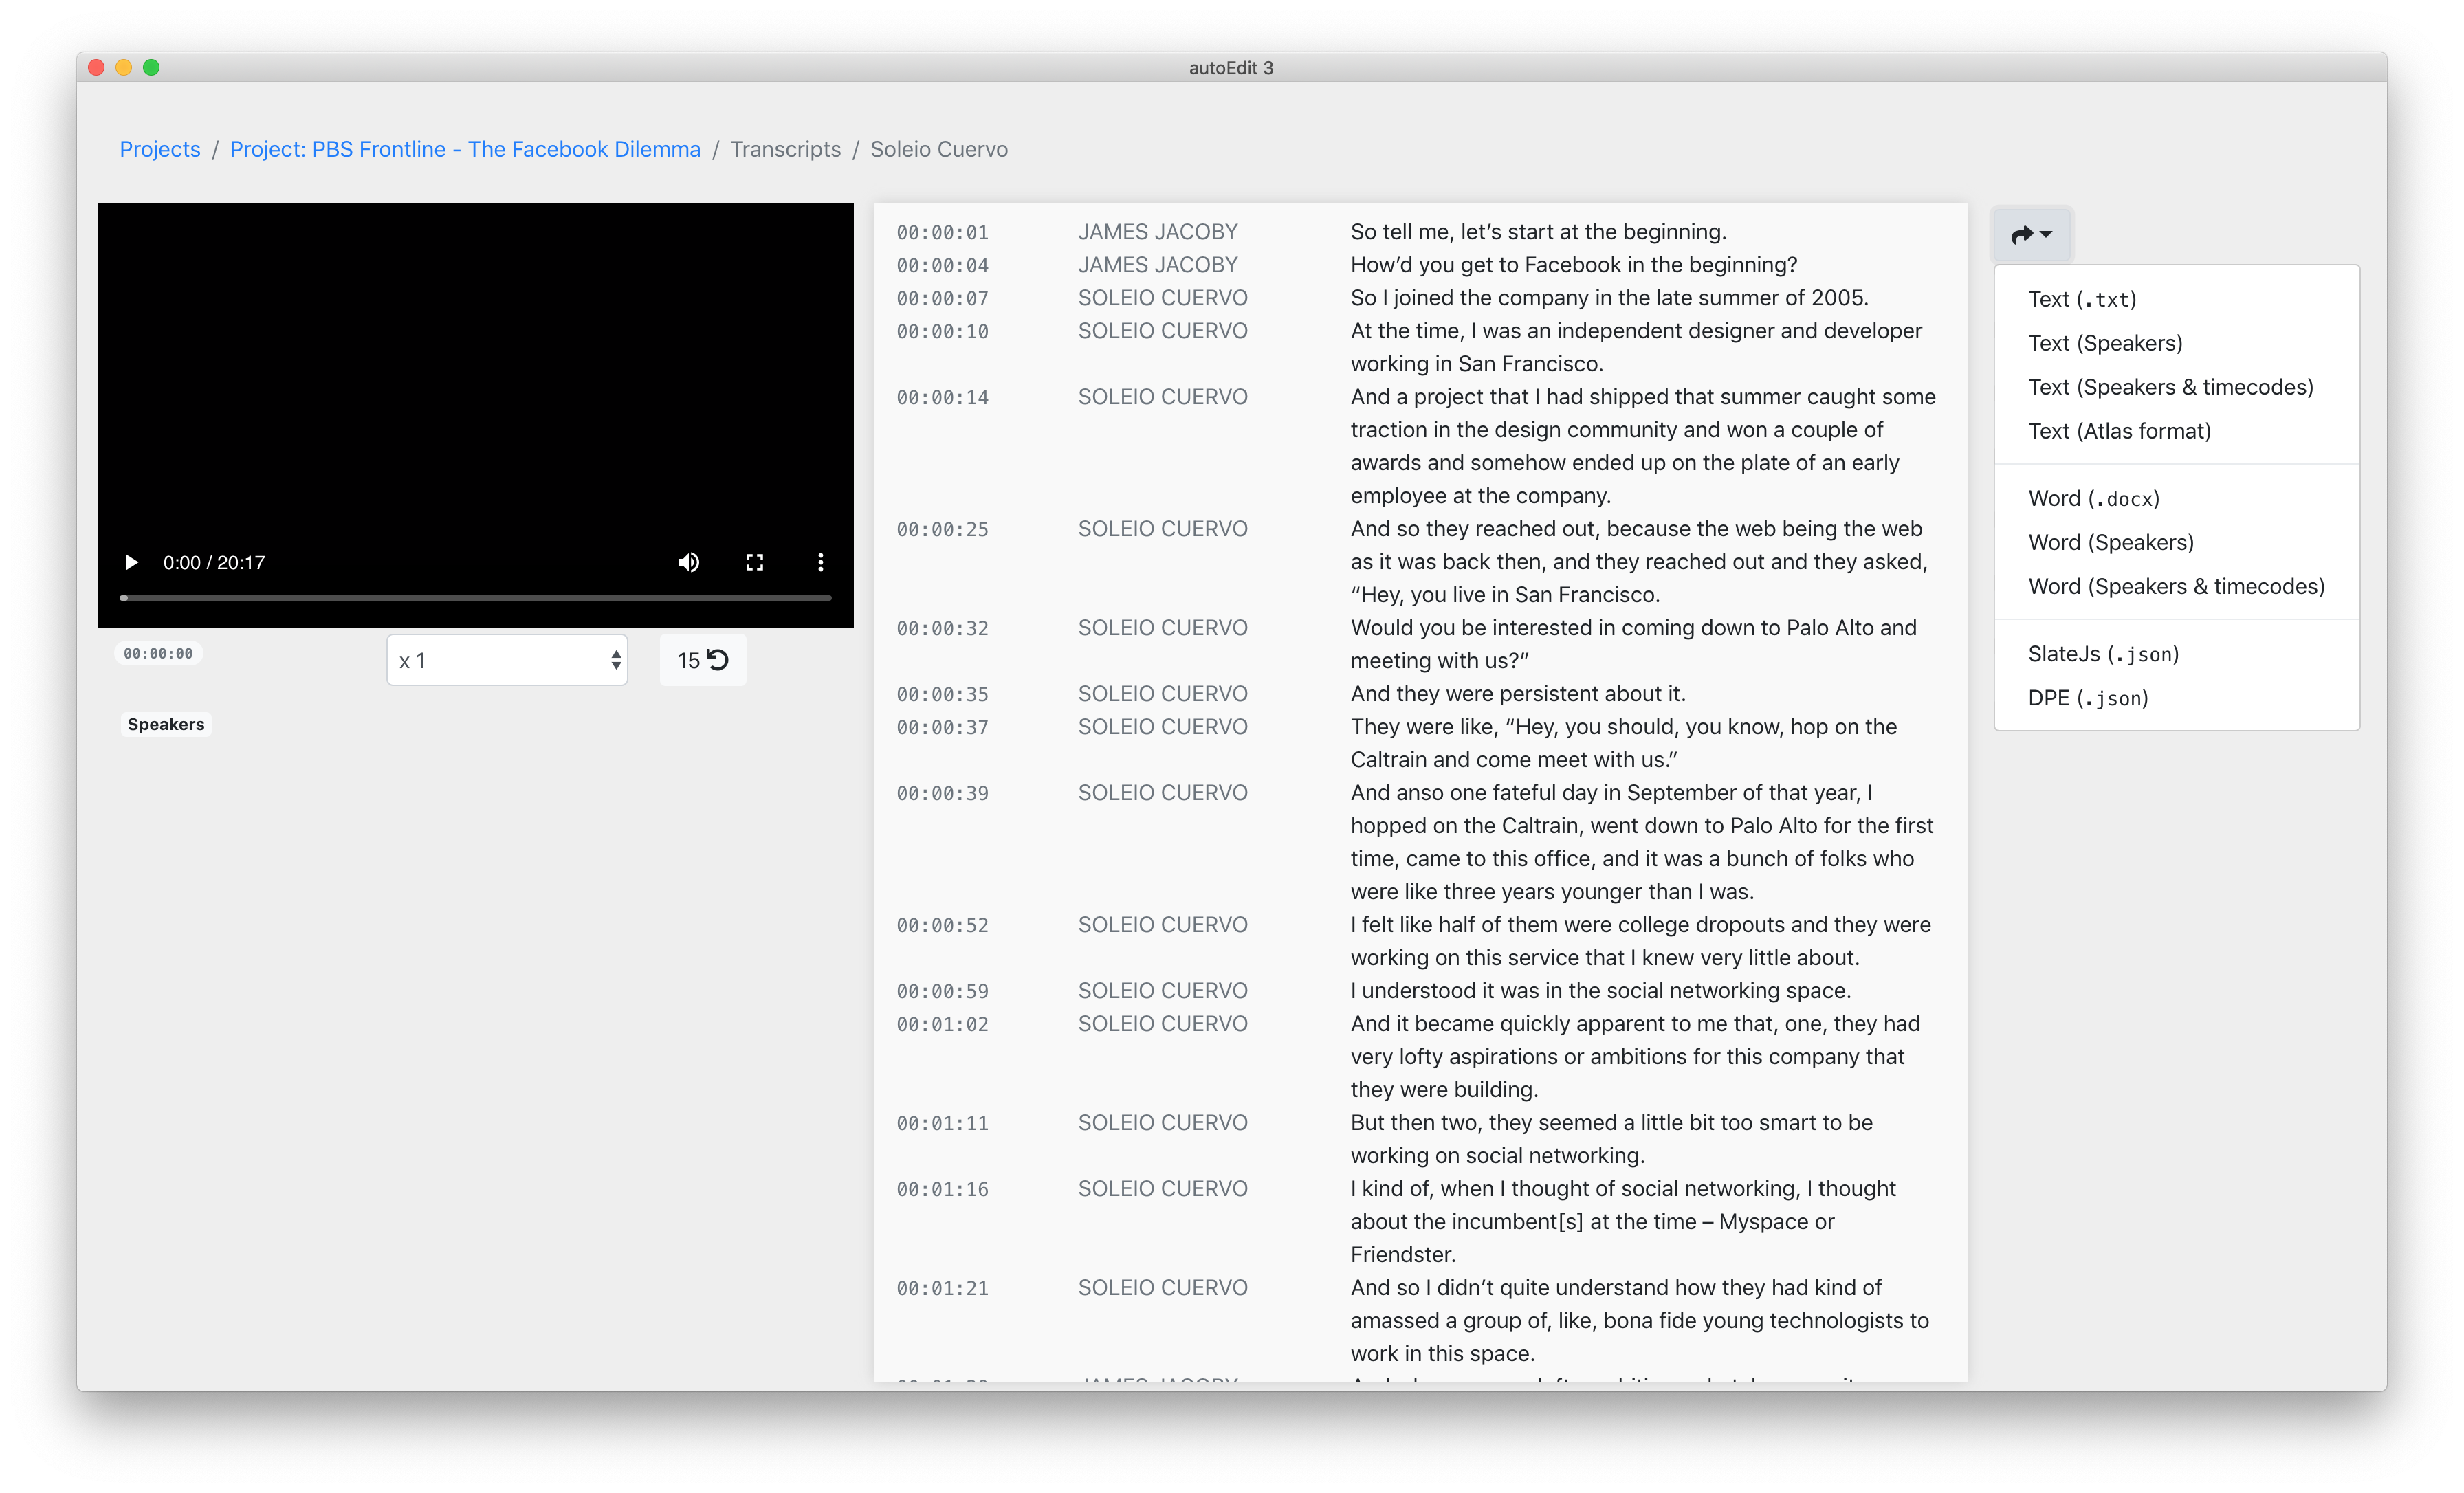 autoEdit 3
Projects / Project: PBS Frontline - The Facebook Dilemma / Transcripts / Soleio Cuervo
0:00 / 20:17
00:00:00
x 1
15
Speakers
00:00:01 JAMES JACOBY So tell me, let’s start at the beginning.
00:00:04 JAMES JACOBY How’d you get to Facebook in the beginning?
00:00:07 SOLEIO CUERVO So I joined the company in the late summer of 2005.
00:00:10 SOLEIO CUERVO At the time, I was an independent designer and developer
working in San Francisco.
00:00:14 SOLEIO CUERVO And a project that I had shipped that summer caught some
traction in the design community and won a couple of
awards and somehow ended up on the plate of an early
employee at the company.
00:00:25 SOLEIO CUERVO And so they reached out, because the web being the web
as it was back then, and they reached out and they asked,
“Hey, you live in San Francisco.
00:00:32 SOLEIO CUERVO Would you be interested in coming down to Palo Alto and
meeting with us?”
00:00:35 SOLEIO CUERVO And they were persistent about it.
00:00:37 SOLEIO CUERVO They were like, “Hey, you should, you know, hop on the
Caltrain and come meet with us.”
00:00:39 SOLEIO CUERVO And anso one fateful day in September of that year, I
hopped on the Caltrain, went down to Palo Alto for the first
time, came to this office, and it was a bunch of folks who
were like three years younger than I was.
00:00:52 SOLEIO CUERVO I felt like half of them were college dropouts and they were
working on this service that I knew very little about.
00:00:59 SOLEIO CUERVO I understood it was in the social networking space.
00:01:02 SOLEIO CUERVO And it became quickly apparent to me that, one, they had
very lofty aspirations or ambitions for this company that
they were building.
00:01:11 SOLEIO CUERVO But then two, they seemed a little bit too smart to be
working on social networking.
00:01:16 SOLEIO CUERVO I kind of, when I thought of social networking, I thought
about the incumbent[s] at the time – Myspace or
Friendster.
00:01:21 SOLEIO CUERVO And so I didn’t quite understand how they had kind of
amassed a group of, like, bona fide young technologists to
work in this space.
JAMES JACOBY
Text (.txt)
Text (Speakers)
Text (Speakers & timecodes)
Text (Atlas format)
Word (.docx)
Word (Speakers)
Word (Speakers & timecodes)
SlateJs (.json)
DPE (.json)